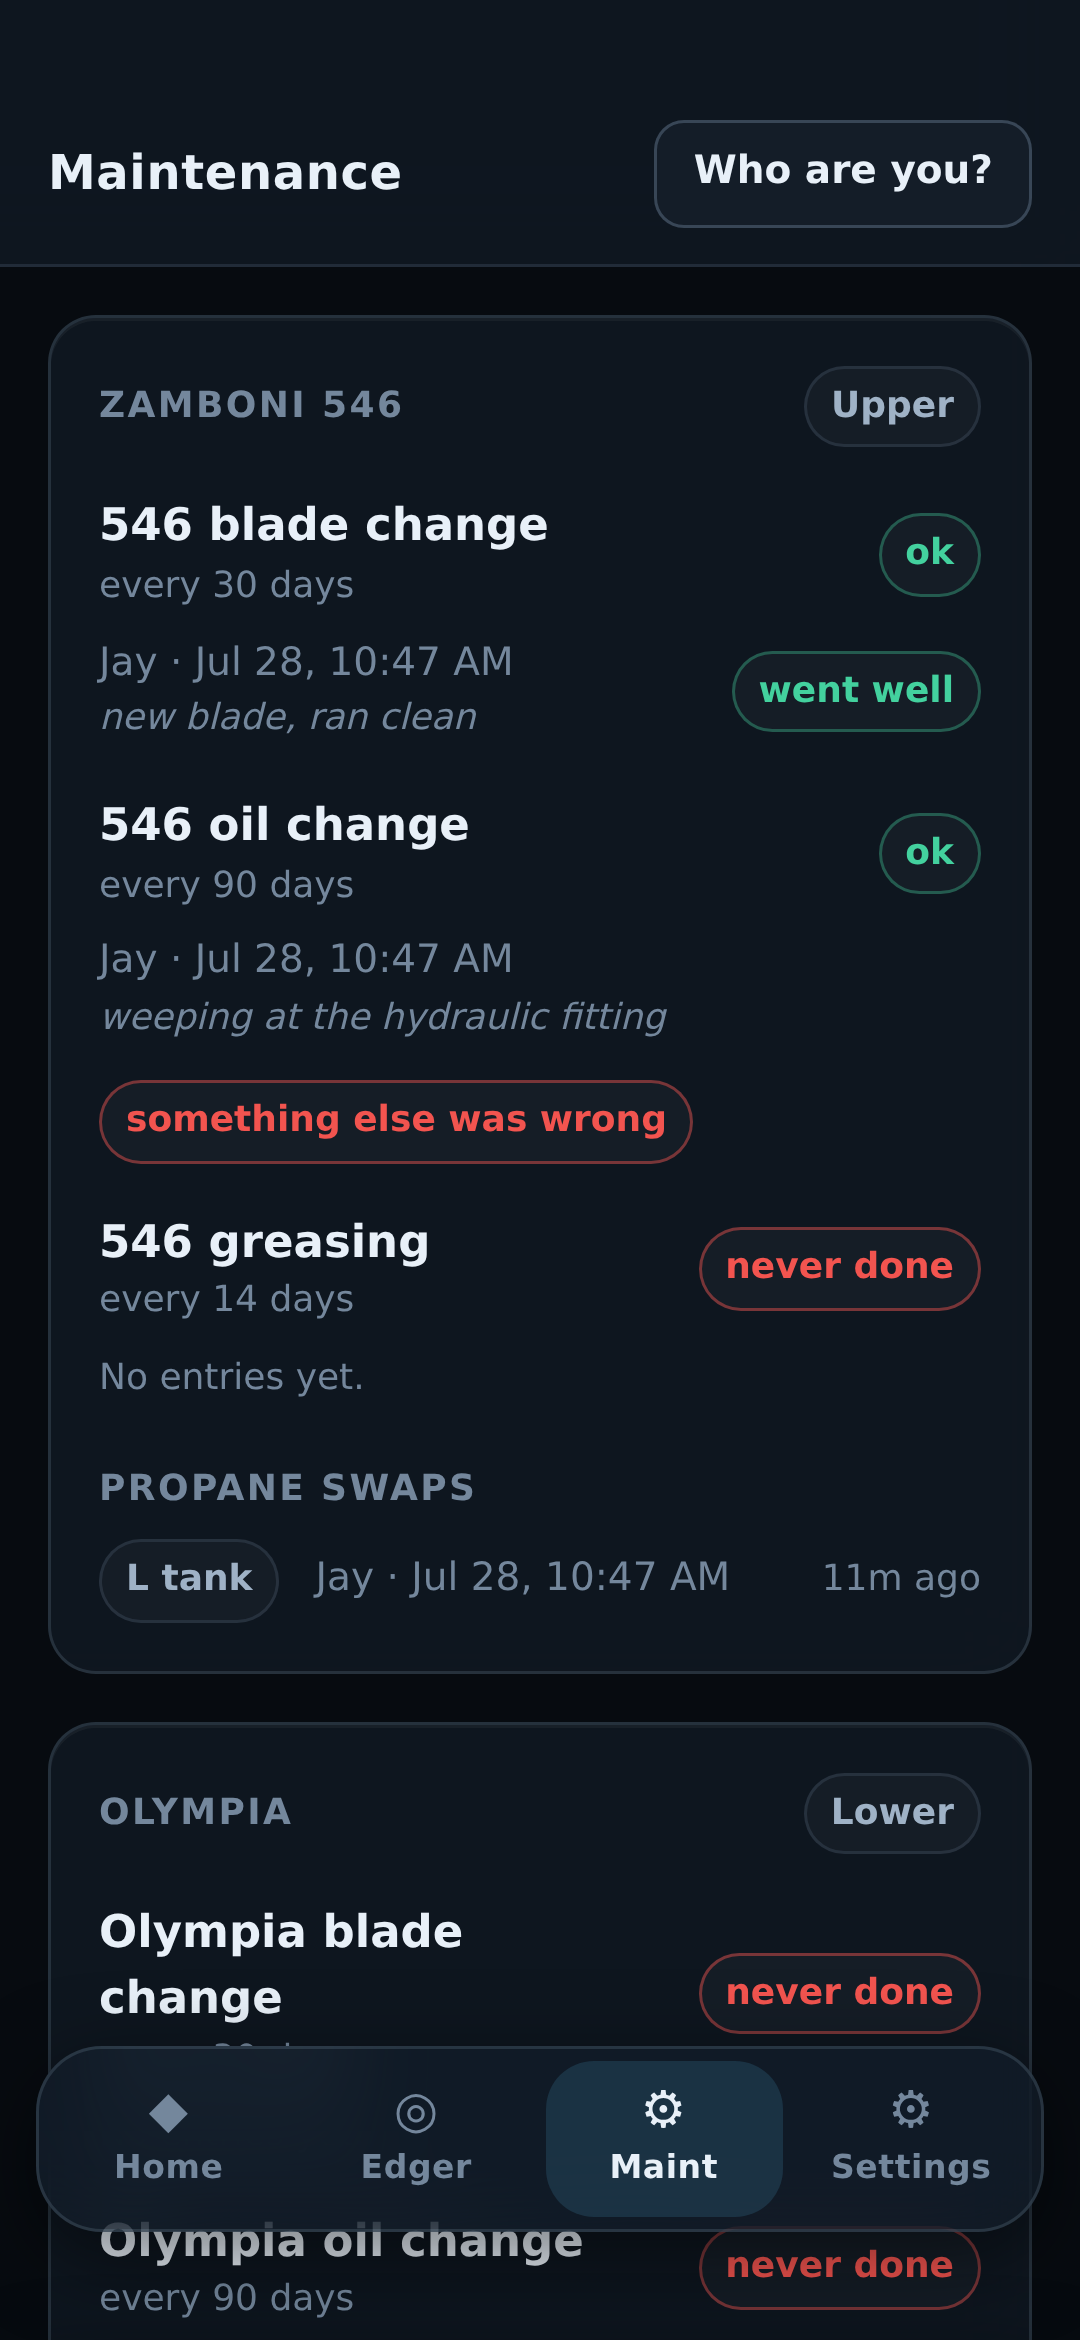 Maintenance
Who are you?
ZAMBONI 546
Upper
546 blade change
ok
every 30 days
Jay · Jul 28, 10:47 AM
went well
new blade, ran clean
546 oil change
ok
every 90 days
Jay · Jul 28, 10:47 AM
weeping at the hydraulic fitting
something else was wrong
546 greasing
never done
every 14 days
No entries yet.
PROPANE SWAPS
L tank
Jay · Jul 28, 10:47 AM
11m ago
OLYMPIA
Lower
Olympia blade
change
never done
Home
Edger
Maint
Settings
Olympia oil change
never done
every 90 days